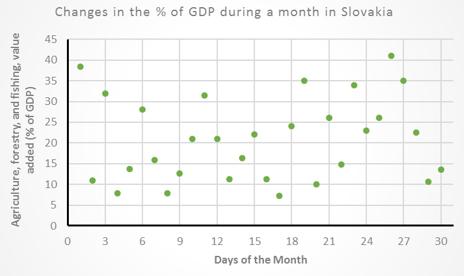 Changes in the % of GDP during a month in Slovakia
Agriculture, forestry, and fishing, value
added (% of GDP)
45
40
35
30
25
20
15
10
5
0
0 3 6 9 12 15 18 21 24 27 30
Days of the Month